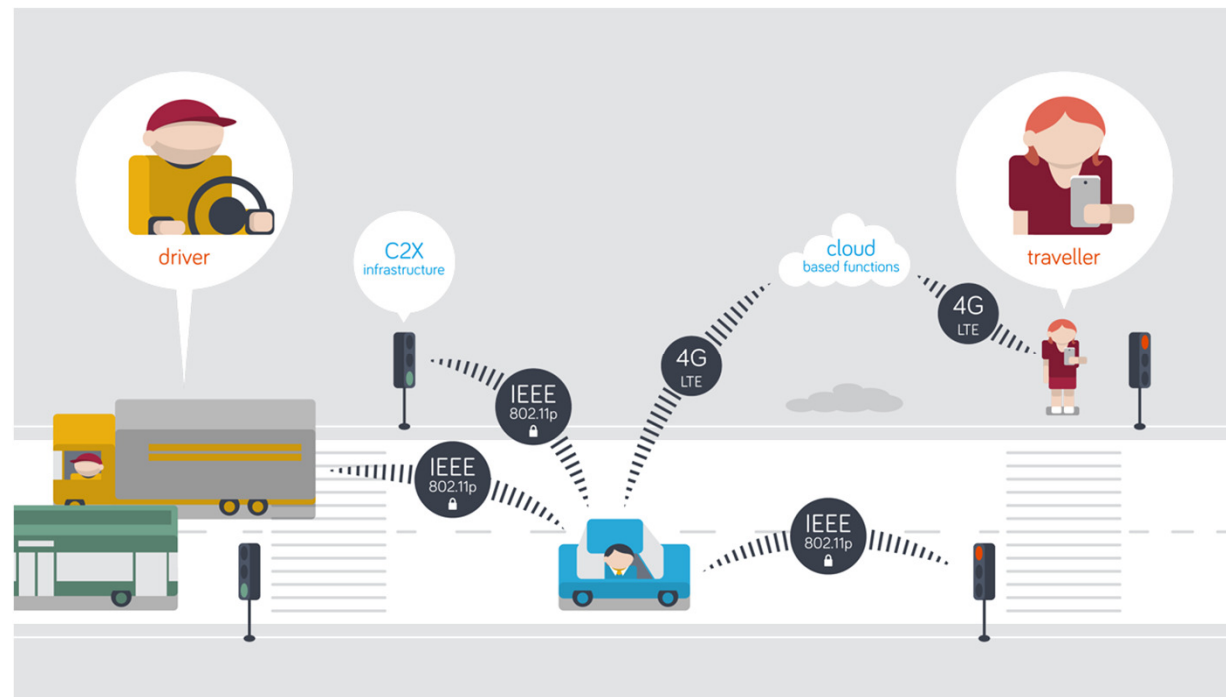 driver
C2X
infrastructure
cloud
based functions
traveller
4G
LTE
4G
LTE
IEEE
802.11p
IEEE
802.11p
IEEE
802.11p